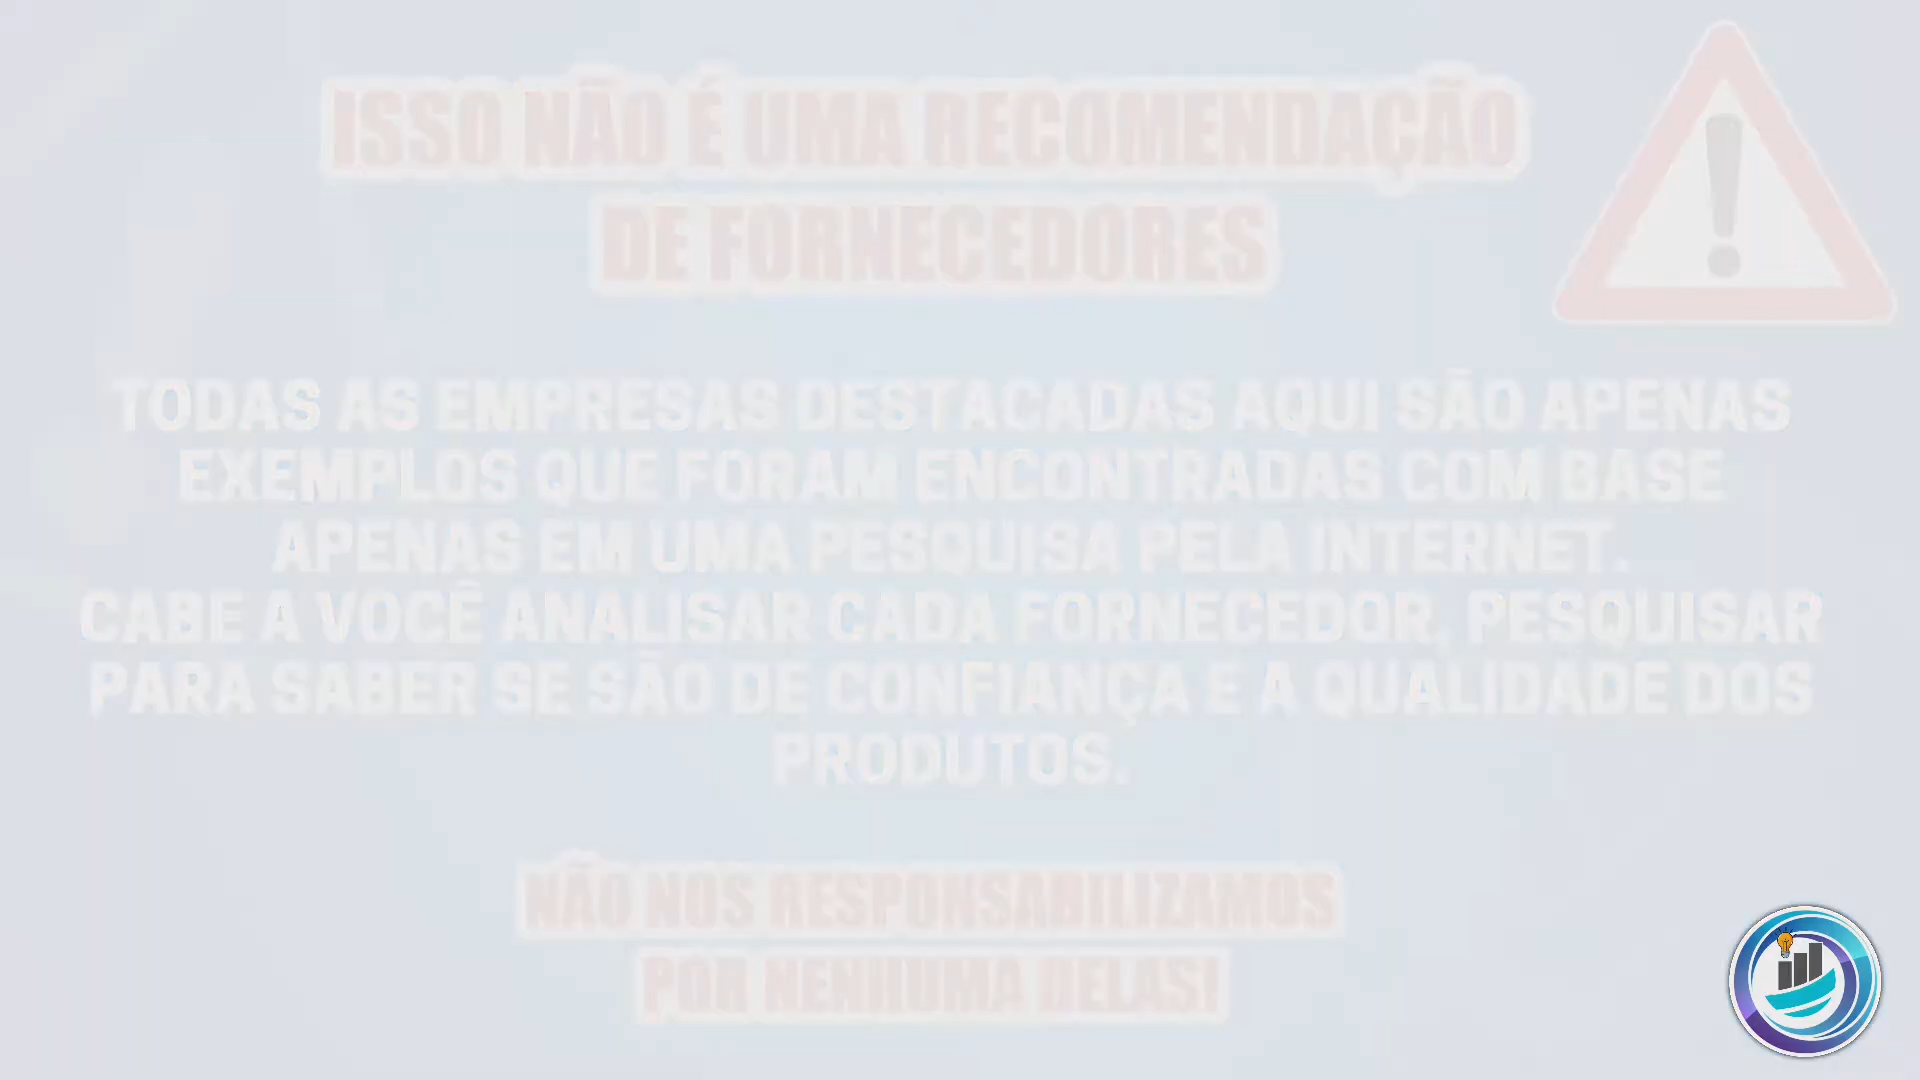 ISSO NÃO É UMA RECOMENDAÇÃO
DE FORNECEDORES
TODAS AS EMPRESAS DESTACADAS AQUI SÃO APENAS
EXEMPLOS QUE FORAM ENCONTRADAS COM BASE
APENAS EM UMA PESQUISA PELA INTERNET.
CABE A VOCÊ ANALISAR CADA FORNECEDOR, PESQUISAR
PARA SABER SE SÃO DE CONFIANÇA E A QUALIDADE DOS
PRODUTOS.
NÃO NOS RESPONSABILIZAMOS
POR NENHUMA DELAS!